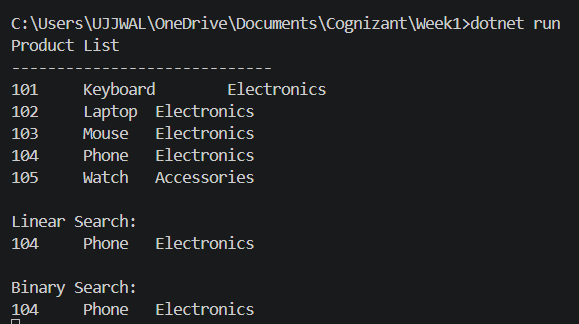 C:\Users\UJJWAL\OneDrive\Documents\Cognizant\Week1>dotnet run
Product List
-----------------------------
101     Keyboard        Electronics
102     Laptop  Electronics
103     Mouse   Electronics
104     Phone   Electronics
105     Watch   Accessories
Linear Search:
104     Phone   Electronics
Binary Search:
104     Phone   Electronics